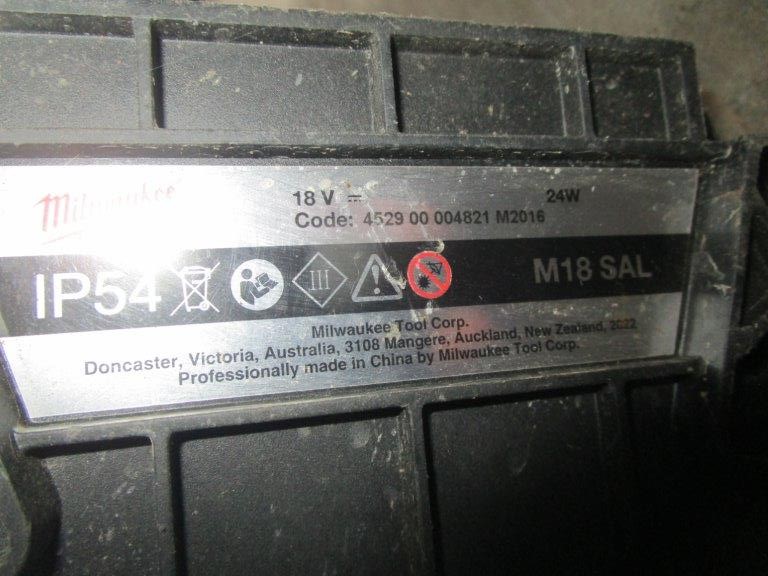 Milwaukee
18 V ⎓ 24W
Code: 4529 00 004821 M2016
IP54 III M18 SAL
Milwaukee Tool Corp.
Doncaster, Victoria, Australia, 3108 Mangere, Auckland, New Zealand, 2022
Professionally made in China by Milwaukee Tool Corp.